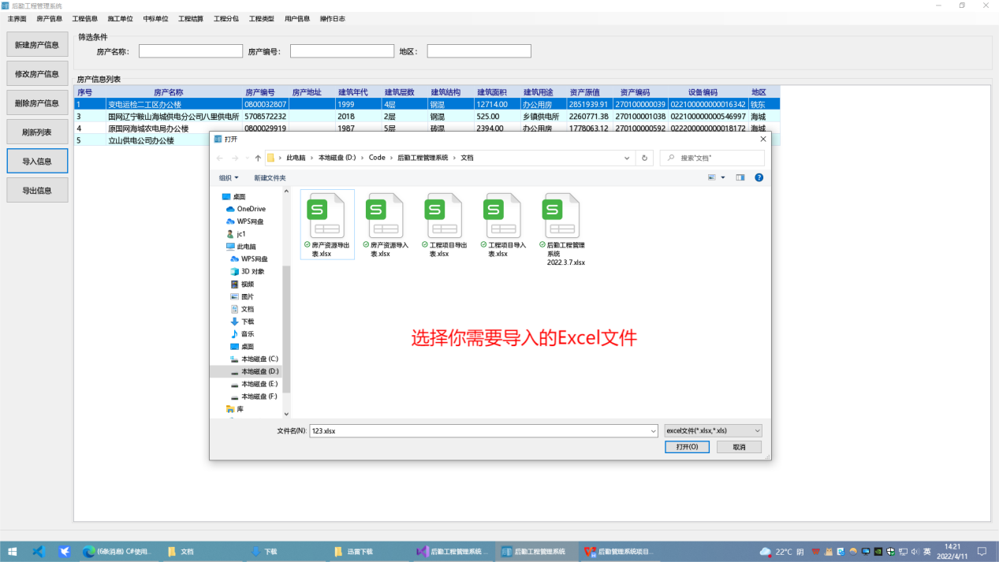 后勤工程管理系统
主界面 房产信息 工程信息 施工单位 中标单位 工程结算 工程分包 工程类型 用户信息 操作日志
新建房产信息
修改房产信息
删除房产信息
刷新列表
导入信息
导出信息
筛选条件
房产名称: 房产编号: 地区:
房产信息列表
序号 房产名称 房产编号 房产地址 建筑年代 建筑层数 建筑结构 建筑面积 建筑用途 资产原值 资产编码 设备编码 地区
1 变电运检二工区办公楼 0800032807 1999 4层 钢混 12714.00 办公用房 2851939.91 270100000039 022100000000016342 铁东
3 国网辽宁鞍山海城供电分公司八里供电所 5708572232 2018 2层 钢混 525.00 乡镇供电所 2260771.38 270100001038 022100000000546997 海城
4 原国网海城农电局办公楼 0800029919 1987 5层 砖混 2394.00 办公用房 1778063.12 270100000592 022200000000018172 海城
5 立山供电公司办公楼
打开
此电脑 › 本地磁盘 (D:) › Code › 后勤工程管理系统 › 文档
搜索"文档"
组织 新建文件夹
桌面
OneDrive
WPS网盘
jc1
此电脑
WPS网盘
3D 对象
视频
图片
文档
下载
音乐
桌面
本地磁盘 (C:)
本地磁盘 (D:)
本地磁盘 (E:)
本地磁盘 (F:)
库
房产资源导出
表.xlsx
房产资源导入
表.xlsx
工程项目导出
表.xlsx
工程项目导入
表.xlsx
后勤工程管理
系统
2022.3.7.xlsx
选择你需要导入的Excel文件
文件名(N): 123.xlsx excel文件(*.xlsx,*.xls)
打开(O) 取消
(6条消息) C#使用... 文档 下载 迅雷下载 后勤工程管理系统... 后勤工程管理系统 后勤管理系统项目...
22°C 阴 英
14:21
2022/4/11